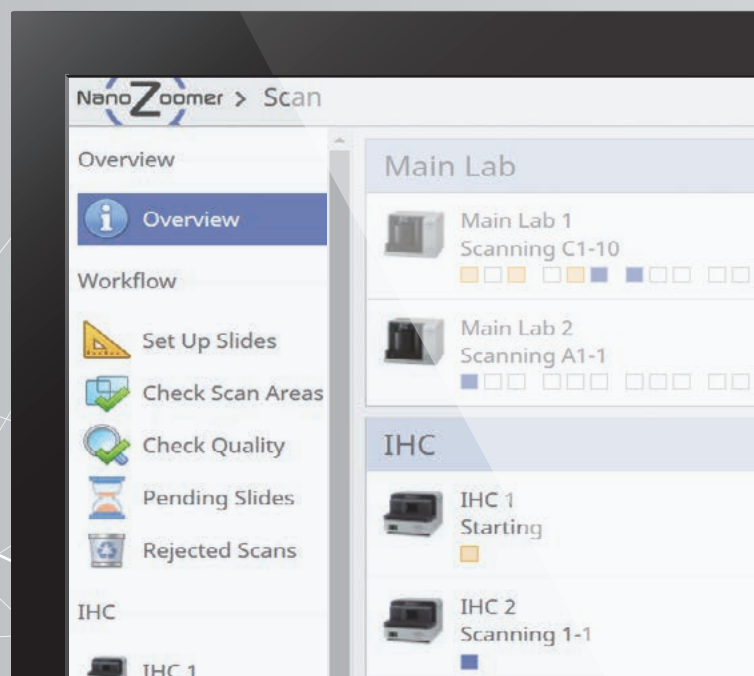 NanoZoomer > Scan
Overview
Overview
Workflow
Set Up Slides
Check Scan Areas
Check Quality
Pending Slides
Rejected Scans
IHC
IHC 1
Main Lab
Main Lab 1
Scanning C1-10
Main Lab 2
Scanning A1-1
IHC
IHC 1
Starting
IHC 2
Scanning 1-1